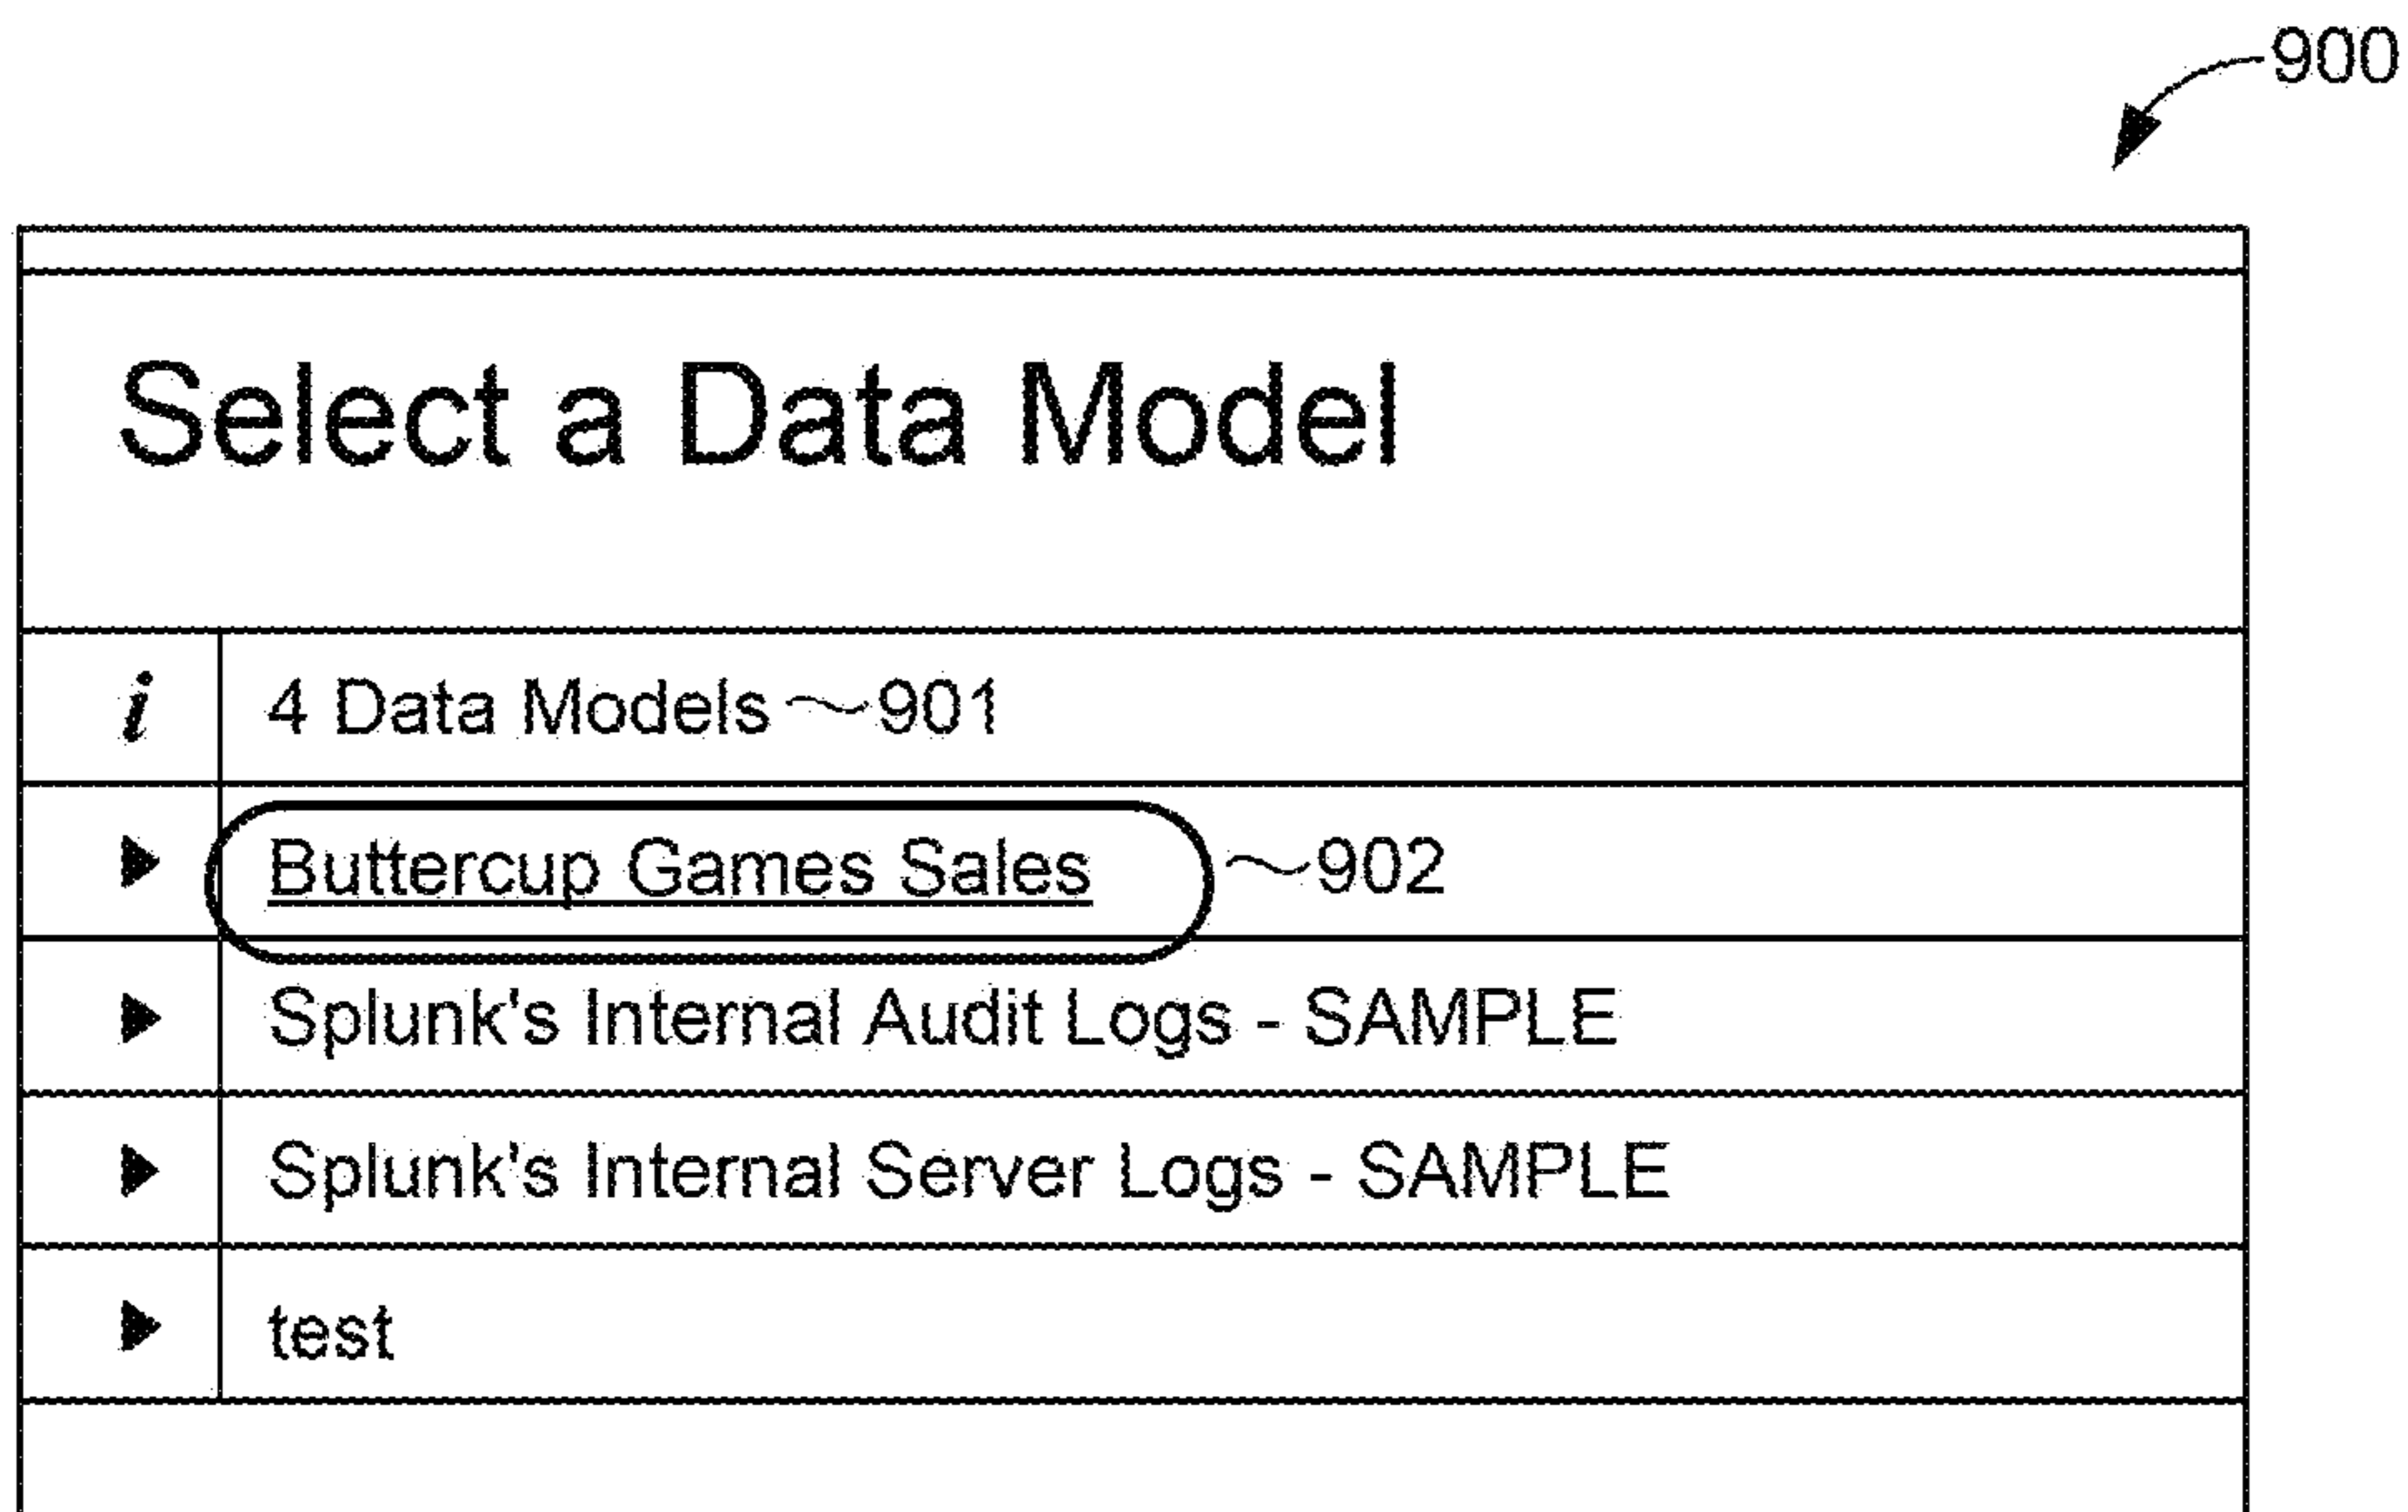 900
Select a Data Model
i 4 Data Models 901
Buttercup Games Sales 902
Splunk's Internal Audit Logs - SAMPLE
Splunk's Internal Server Logs - SAMPLE
test